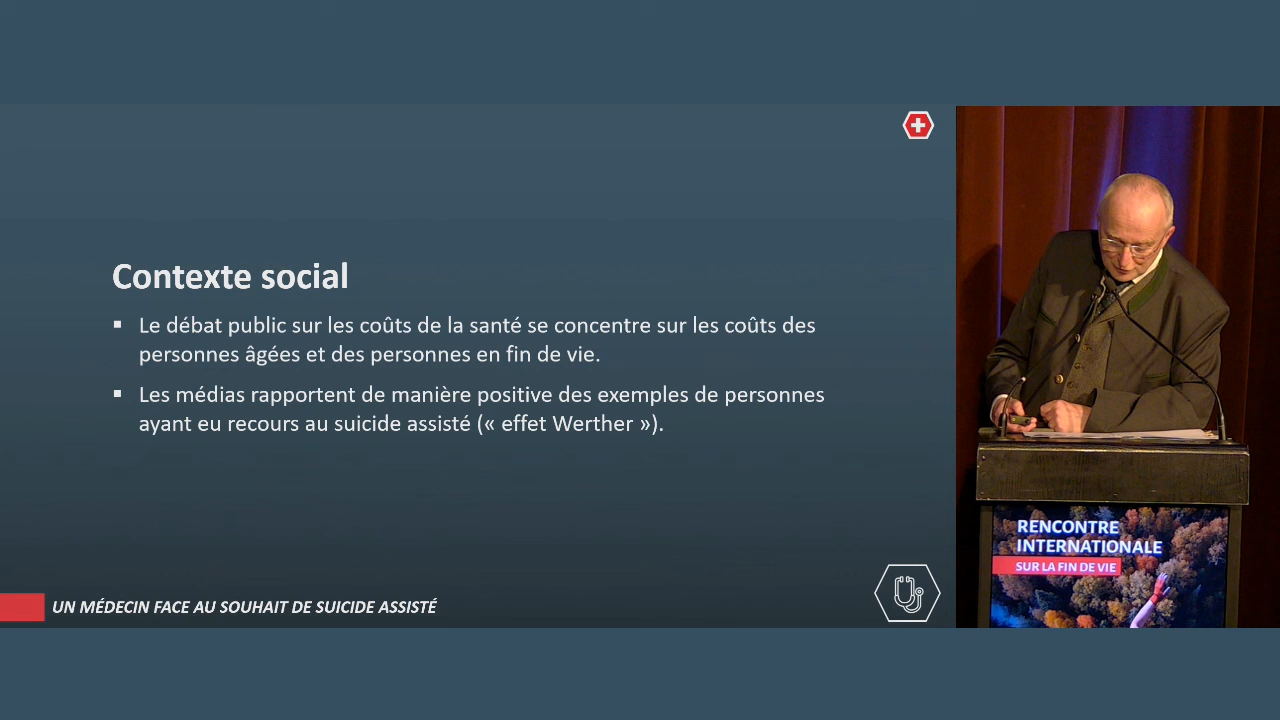 Contexte social
▪ Le débat public sur les coûts de la santé se concentre sur les coûts des
personnes âgées et des personnes en fin de vie.
▪ Les médias rapportent de manière positive des exemples de personnes
ayant eu recours au suicide assisté (« effet Werther »).
UN MÉDECIN FACE AU SOUHAIT DE SUICIDE ASSISTÉ
RENCONTRE
INTERNATIONALE
SUR LA FIN DE VIE